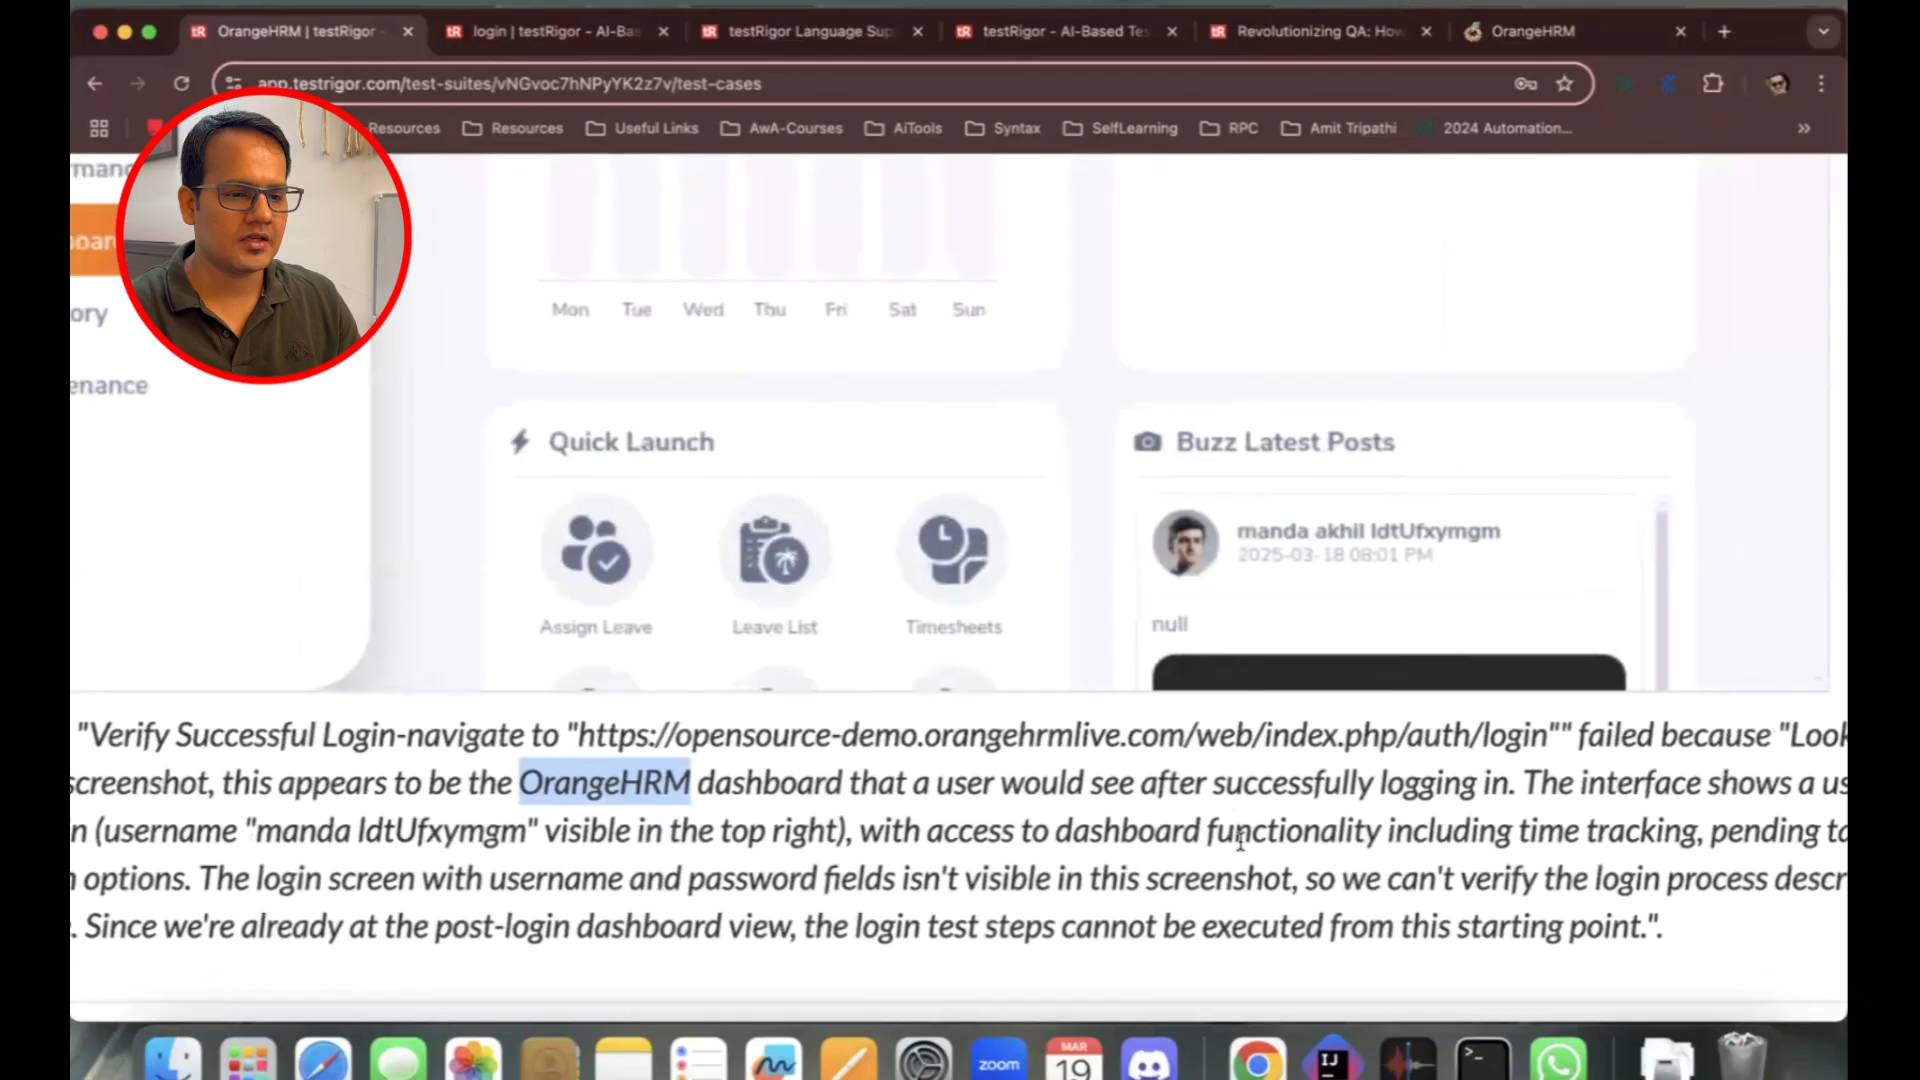 OrangeHRM | testRigor -
login | testRigor - AI-Bas
testRigor Language Sup
testRigor - AI-Based Tes
Revolutionizing QA: How
OrangeHRM
app.testrigor.com/test-suites/vNGvoc7hNPyYK2z7v/test-cases
Resources
Resources
Useful Links
AwA-Courses
AiTools
Syntax
SelfLearning
RPC
Amit Tripathi
2024 Automation...
rmanc
boar
ory
enance
Mon Tue Wed Thu Fri Sat Sun
Quick Launch
Buzz Latest Posts
manda akhil ldtUfxymgm
2025-03-18 08:01 PM
Assign Leave
Leave List
Timesheets
null
"Verify Successful Login-navigate to "https://opensource-demo.orangehrmlive.com/web/index.php/auth/login"" failed because "Look
screenshot, this appears to be the OrangeHRM dashboard that a user would see after successfully logging in. The interface shows a us
n (username "manda ldtUfxymgm" visible in the top right), with access to dashboard functionality including time tracking, pending ta
n options. The login screen with username and password fields isn't visible in this screenshot, so we can't verify the login process descr
. Since we're already at the post-login dashboard view, the login test steps cannot be executed from this starting point.".
zoom
MAR
19
IJ
>_